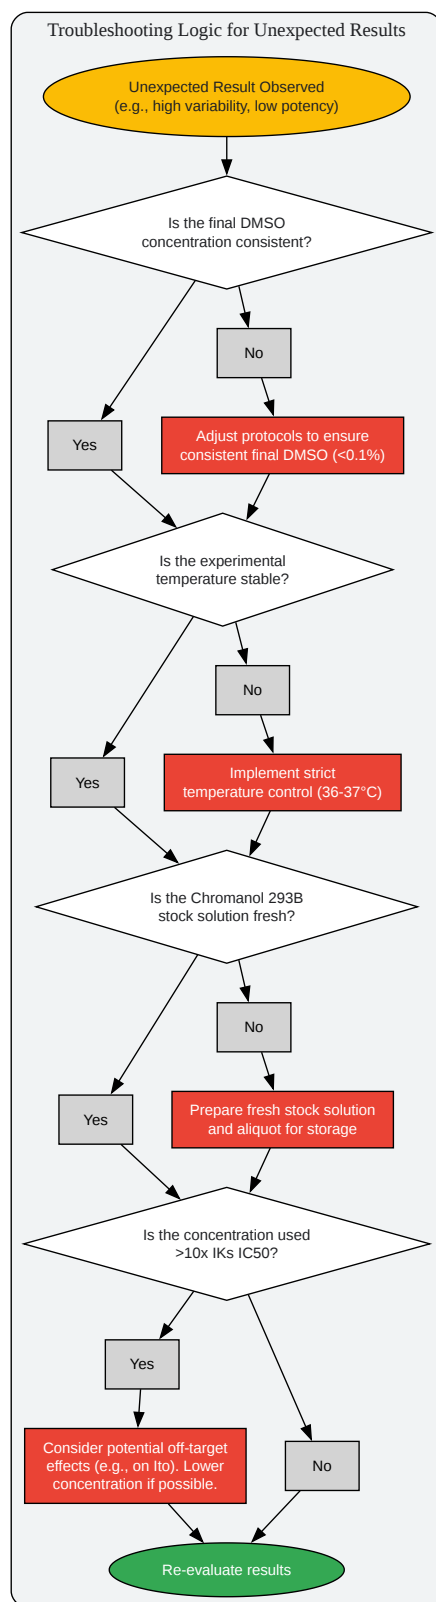 Troubleshooting Logic for Unexpected Results
Unexpected Result Observed
(e.g., high variability, low potency)
Is the final DMSO
concentration consistent?
No
Yes
Adjust protocols to ensure
consistent final DMSO (<0.1%)
Is the experimental
temperature stable?
No
Yes
Implement strict
temperature control (36-37°C)
Is the Chromanol 293B
stock solution fresh?
No
Yes
Prepare fresh stock solution
and aliquot for storage
Is the concentration used
>10x IKs IC50?
Yes
Consider potential off-target
effects (e.g., on Ito). Lower
concentration if possible.
No
Re-evaluate results